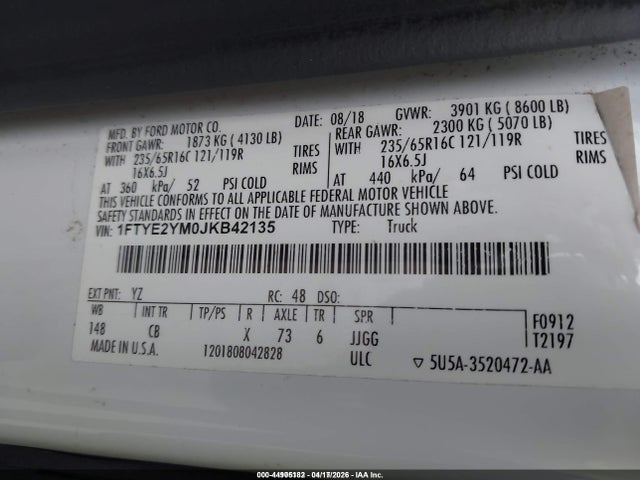 MFD. BY FORD MOTOR CO. DATE: 08/18 GVWR: 3901 KG ( 8600 LB)
FRONT GAWR: 1873 KG ( 4130 LB) REAR GAWR: 2300 KG ( 5070 LB)
WITH 235/65R16C 121/119R TIRES WITH 235/65R16C 121/119R TIRES
16X6.5J RIMS 16X6.5J RIMS
AT 360 kPa/ 52 PSI COLD AT 440 kPa/ 64 PSI COLD
THIS VEHICLE CONFORMS TO ALL APPLICABLE FEDERAL MOTOR VEHICLE
SAFETY STANDARDS IN EFFECT ON THE DATE OF MANUFACTURE SHOWN ABOVE.
VIN: 1FTYE2YM0JKB42135 TYPE: Truck
EXT PNT: YZ RC: 48 DSO:
WB INT TR TP/PS R AXLE TR SPR F0912
148 CB X 73 6 JJGG T2197
MADE IN U.S.A. 1201808042828 ULC ▽ 5U5A-3520472-AA
000-44905182 - 04/17/2026 - IAA Inc.